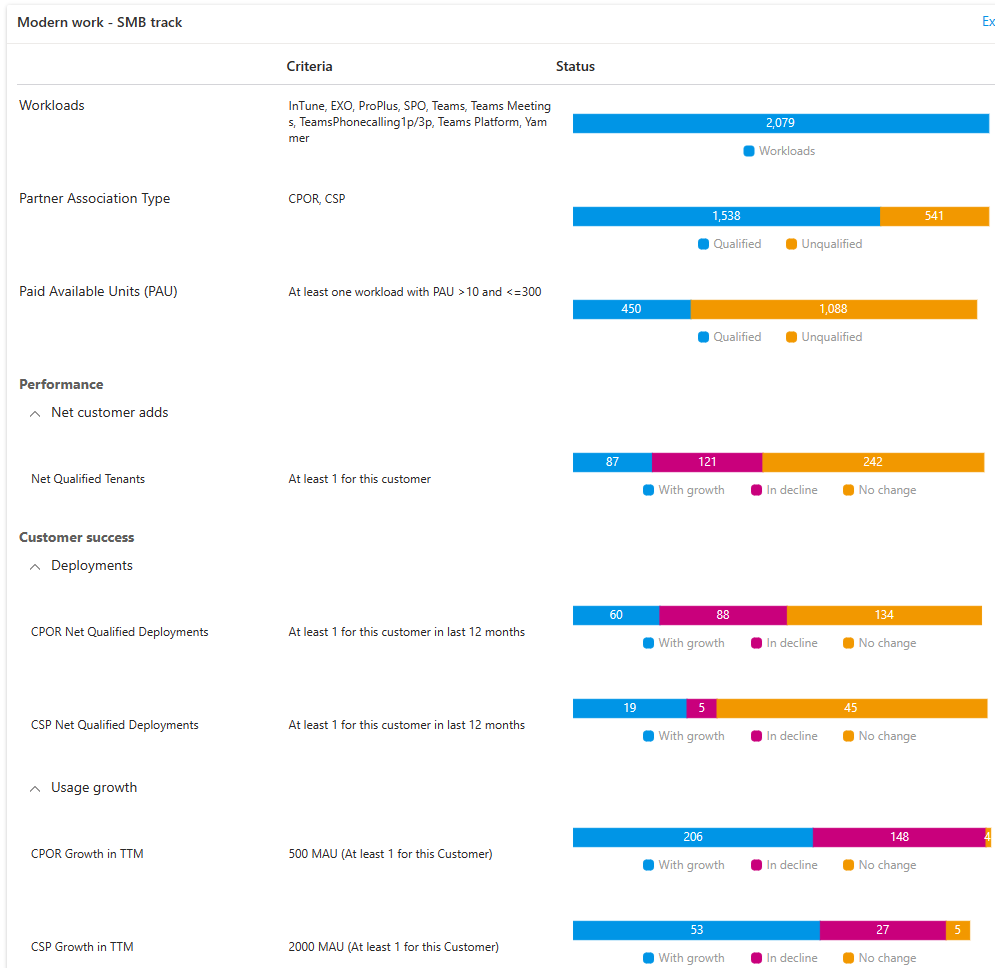 Modern work - SMB track
Ex
Criteria
Status
Workloads
InTune, EXO, ProPlus, SPO, Teams, Teams Meeting
s, TeamsPhonecalling1p/3p, Teams Platform, Yam
mer
2,079
Workloads
Partner Association Type
CPOR, CSP
1,538 541
Qualified Unqualified
Paid Available Units (PAU)
At least one workload with PAU >10 and <=300
450 1,088
Qualified Unqualified
Performance
Net customer adds
87 121 242
Net Qualified Tenants
At least 1 for this customer
With growth In decline No change
Customer success
Deployments
60 88 134
CPOR Net Qualified Deployments
At least 1 for this customer in last 12 months
With growth In decline No change
19 5 45
CSP Net Qualified Deployments
At least 1 for this customer in last 12 months
With growth In decline No change
Usage growth
206 148 4
CPOR Growth in TTM
500 MAU (At least 1 for this Customer)
With growth In decline No change
53 27 5
CSP Growth in TTM
2000 MAU (At least 1 for this Customer)
With growth In decline No change